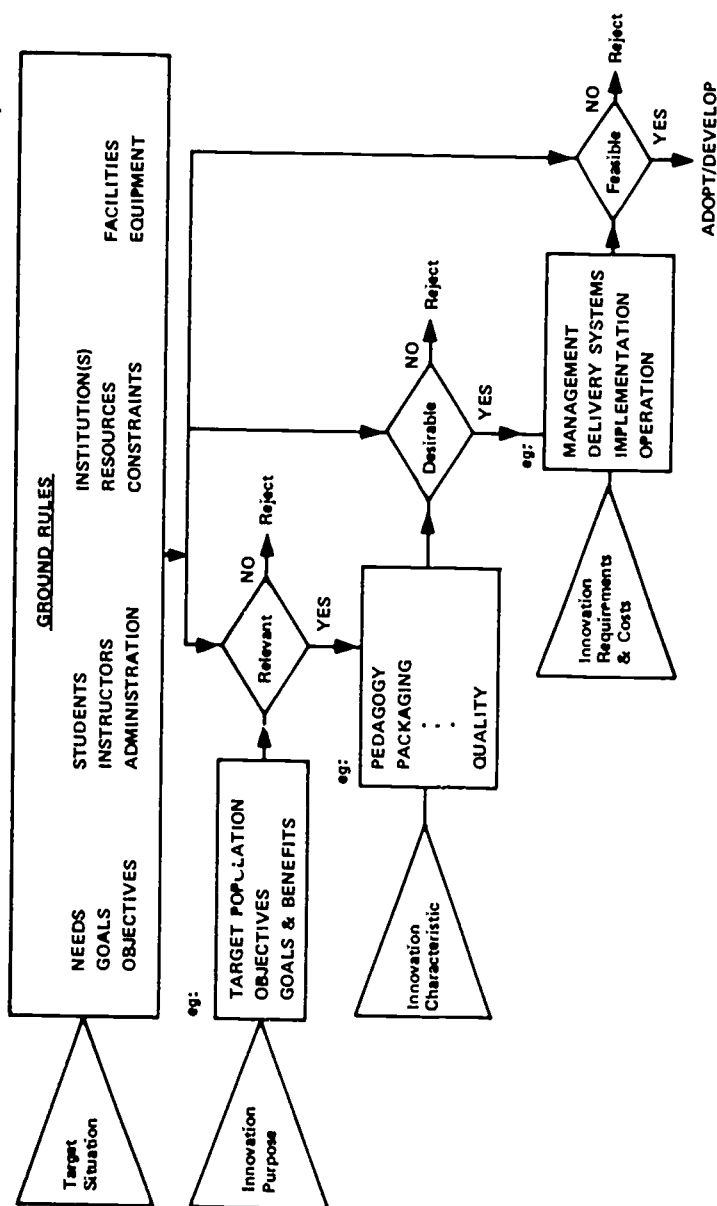 Target
Situation
GROUND RULES
NEEDS
GOALS
OBJECTIVES
STUDENTS
INSTRUCTORS
ADMINISTRATION
INSTITUTION(S)
RESOURCES
CONSTRAINTS
FACILITIES
EQUIPMENT
Innovation
Purpose
eg:
TARGET POPULATION
OBJECTIVES
GOALS & BENEFITS
Relevant
NO
Reject
YES
Innovation
Characteristic
eg:
PEDAGOGY
PACKAGING
. . .
QUALITY
Desirable
NO
Reject
YES
Innovation
Requirements
& Costs
eg:
MANAGEMENT
DELIVERY SYSTEMS
IMPLEMENTATION
OPERATION
Feasible
NO
Reject
YES
ADOPT/DEVELOP